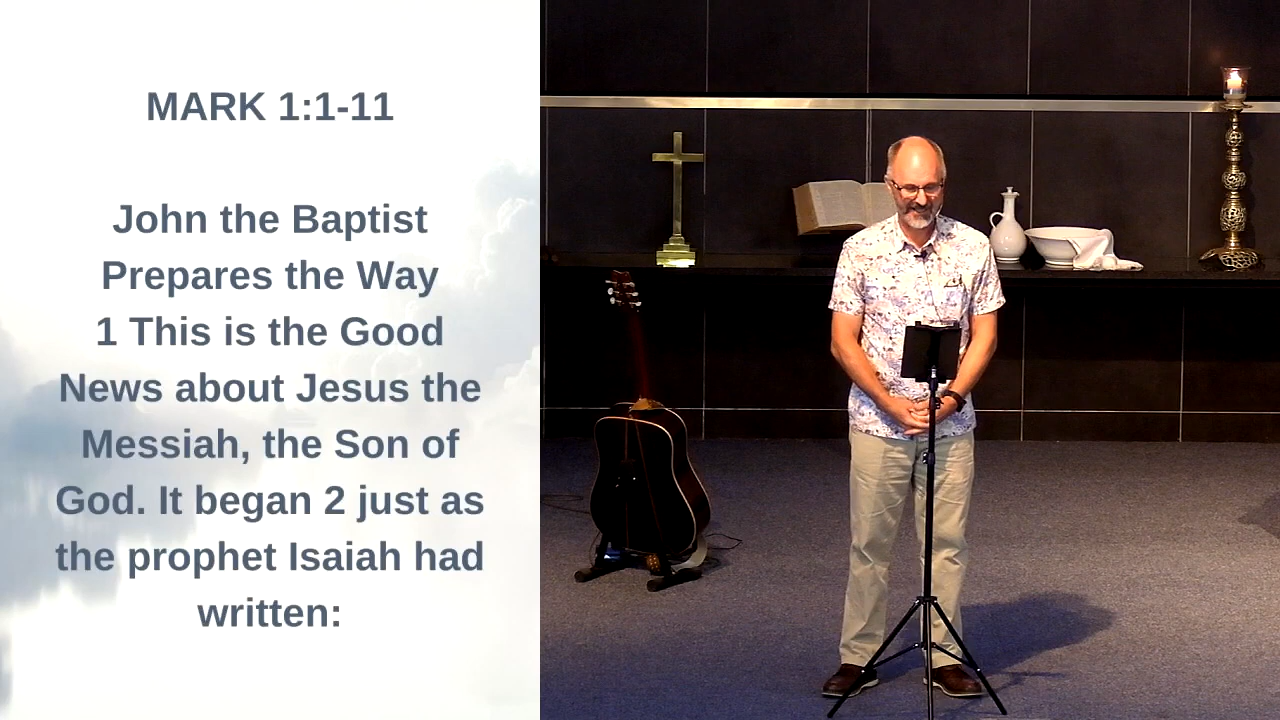 MARK 1:1-11
John the Baptist
Prepares the Way
1 This is the Good
News about Jesus the
Messiah, the Son of
God. It began 2 just as
the prophet Isaiah had
written: